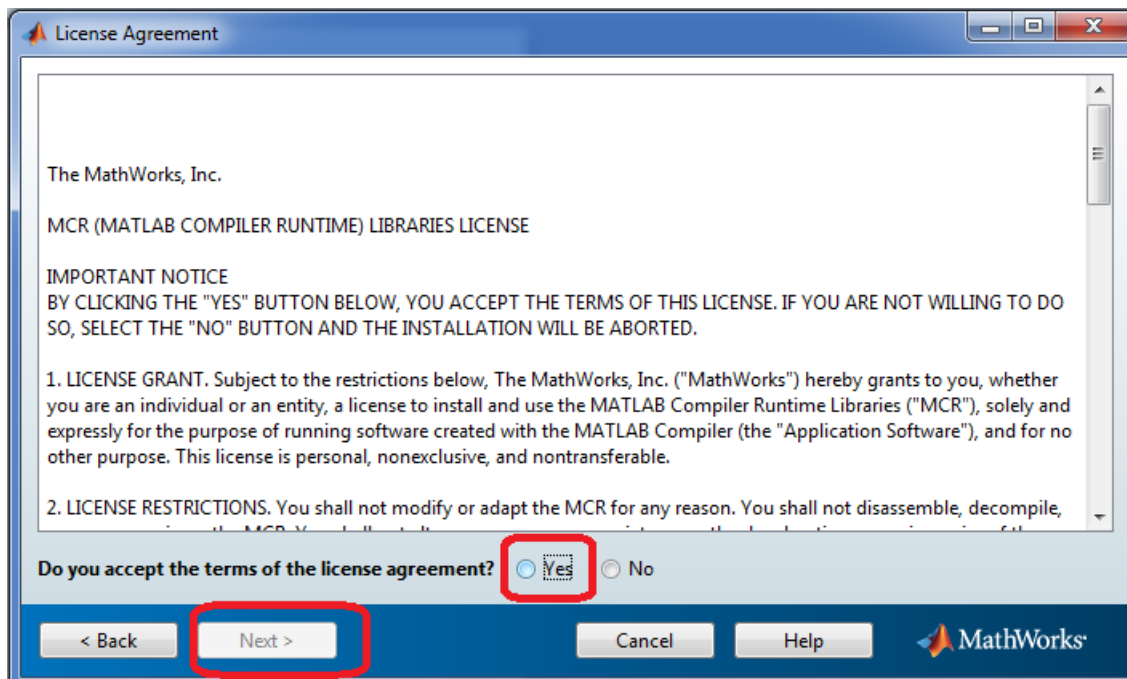 License Agreement
The MathWorks, Inc.
MCR (MATLAB COMPILER RUNTIME) LIBRARIES LICENSE
IMPORTANT NOTICE
BY CLICKING THE "YES" BUTTON BELOW, YOU ACCEPT THE TERMS OF THIS LICENSE. IF YOU ARE NOT WILLING TO DO
SO, SELECT THE "NO" BUTTON AND THE INSTALLATION WILL BE ABORTED.
1. LICENSE GRANT. Subject to the restrictions below, The MathWorks, Inc. ("MathWorks") hereby grants to you, whether
you are an individual or an entity, a license to install and use the MATLAB Compiler Runtime Libraries ("MCR"), solely and
expressly for the purpose of running software created with the MATLAB Compiler (the "Application Software"), and for no
other purpose. This license is personal, nonexclusive, and nontransferable.
2. LICENSE RESTRICTIONS. You shall not modify or adapt the MCR for any reason. You shall not disassemble, decompile,
Do you accept the terms of the license agreement? Yes No
< Back Next > Cancel Help MathWorks